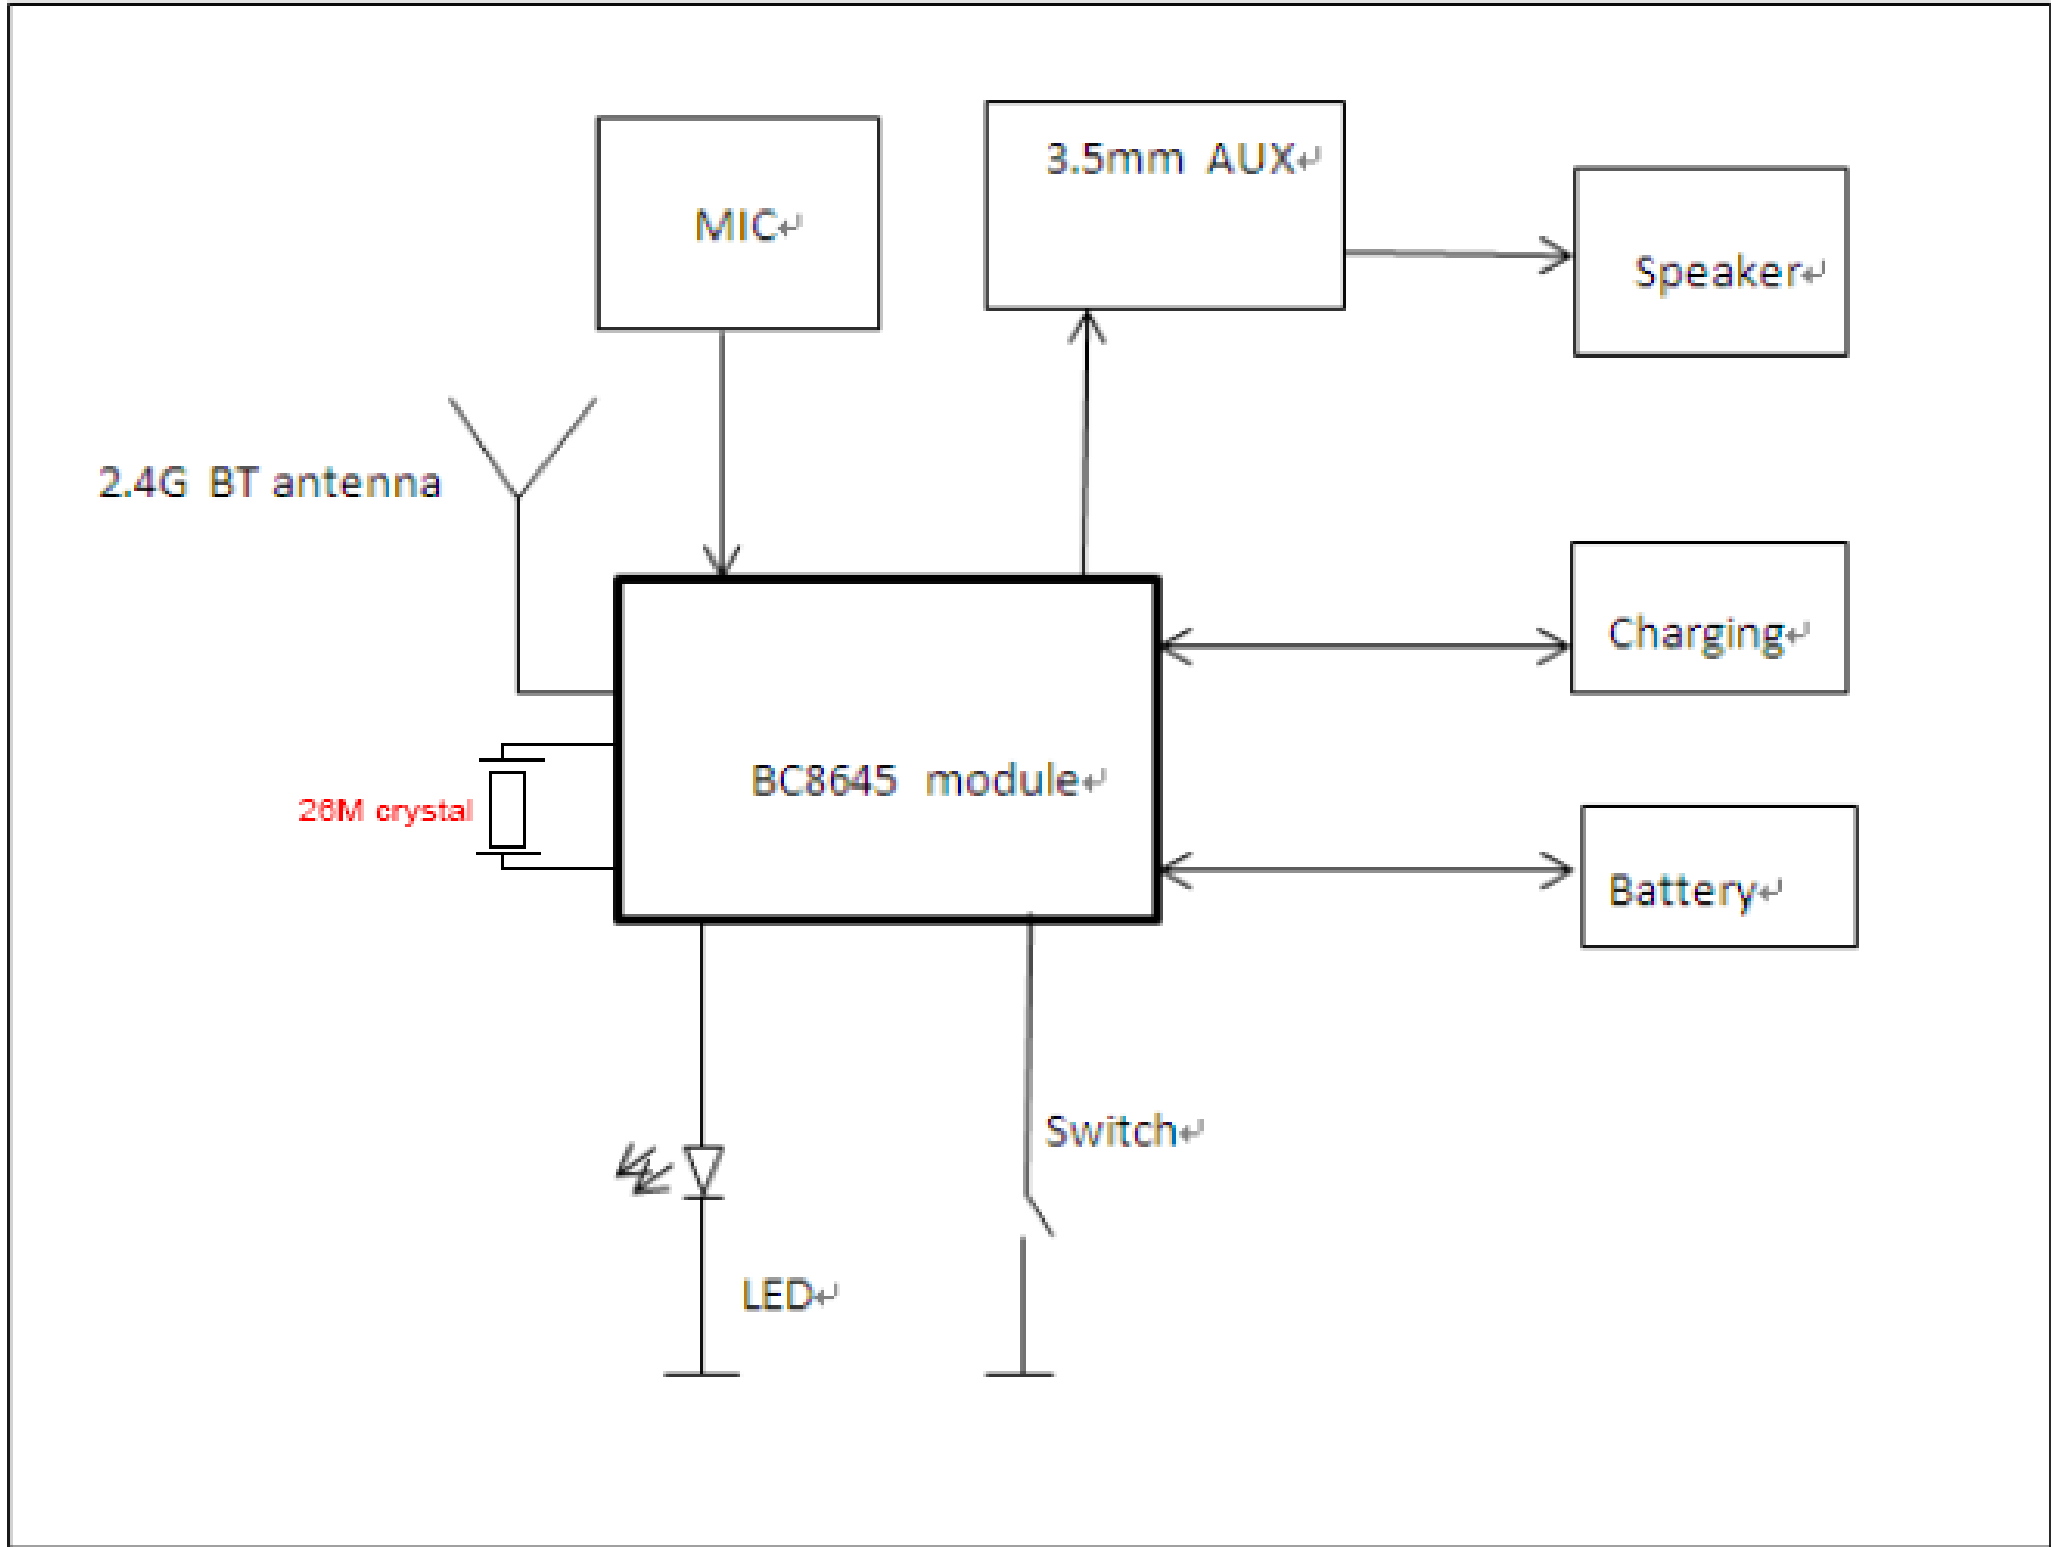 3.5mm AUX↵
MIC↵
Speaker↵
2.4G BT antenna
Charging↵
BC8645 module↵
26M crystal
Battery↵
Switch↵
LED↵